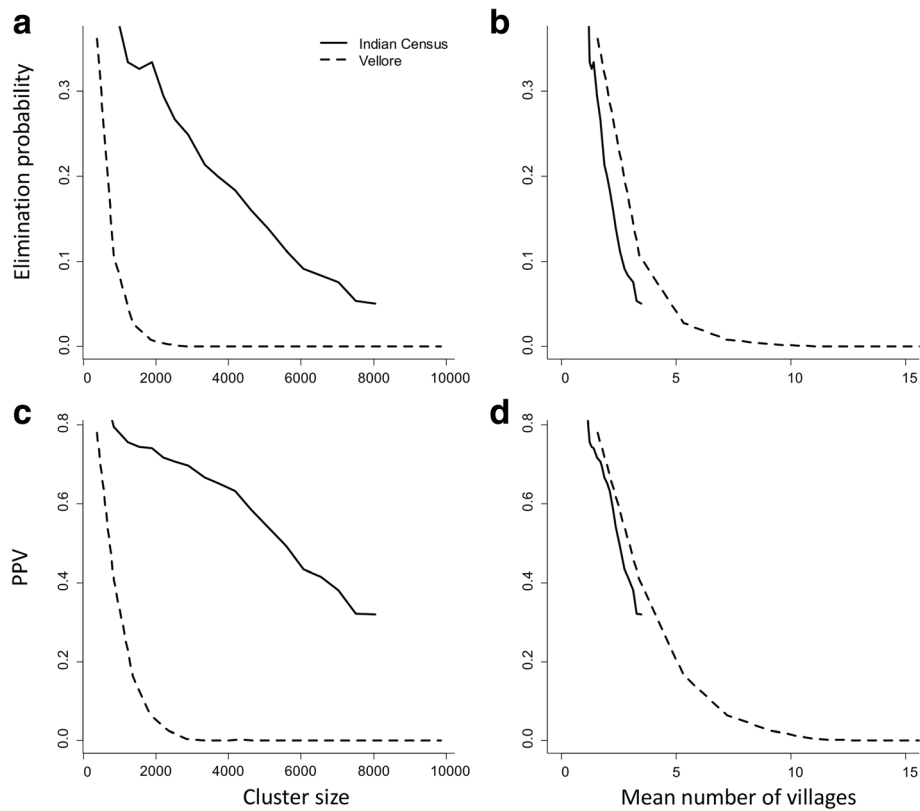 a
b
Indian Census
Vellore
Elimination probability
0.0 0.1 0.2 0.3
0.0 0.1 0.2 0.3
0 2000 4000 6000 8000 10000
0 5 10 15
c
d
PPV
0.0 0.2 0.4 0.6 0.8
0.0 0.2 0.4 0.6 0.8
0 2000 4000 6000 8000 10000
0 5 10 15
Cluster size
Mean number of villages